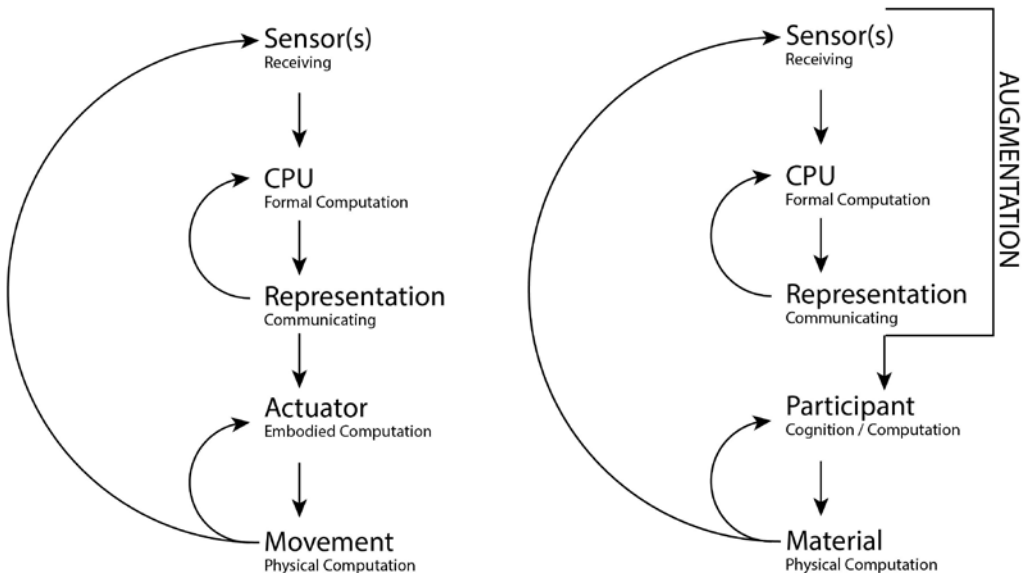 Sensor(s)
Receiving
CPU
Formal Computation
Representation
Communicating
Actuator
Embodied Computation
Movement
Physical Computation
Sensor(s)
Receiving
CPU
Formal Computation
Representation
Communicating
Participant
Cognition / Computation
Material
Physical Computation
AUGMENTATION